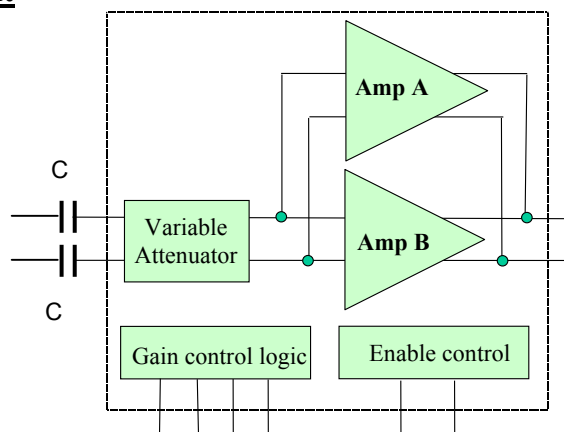 Amp A
C
Variable
Attenuator
Amp B
C
Gain control logic
Enable control